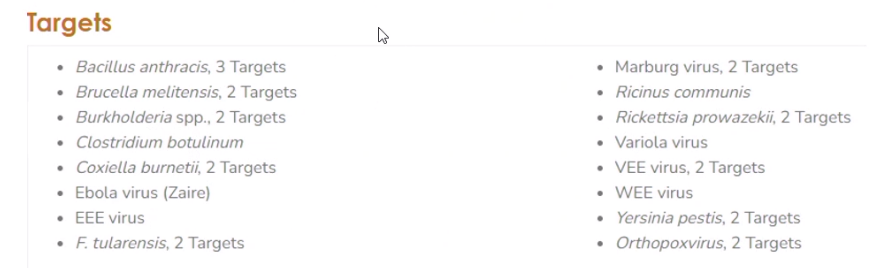 Targets
Bacillus anthracis, 3 Targets
Brucella melitensis, 2 Targets
Burkholderia spp., 2 Targets
Clostridium botulinum
Coxiella burnetii, 2 Targets
Ebola virus (Zaire)
EEE virus
F. tularensis, 2 Targets
Marburg virus, 2 Targets
Ricinus communis
Rickettsia prowazekii, 2 Targets
Variola virus
VEE virus, 2 Targets
WEE virus
Yersinia pestis, 2 Targets
Orthopoxvirus, 2 Targets